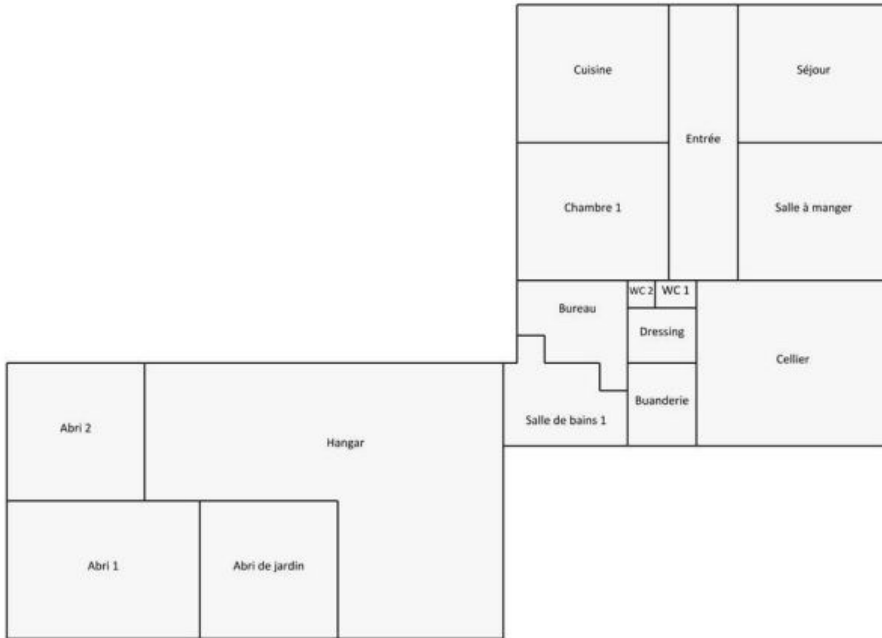 Cuisine
Séjour
Entrée
Chambre 1
Salle à manger
WC 2
WC 1
Bureau
Dressing
Cellier
Buanderie
Salle de bains 1
Abri 2
Hangar
Abri 1
Abri de jardin